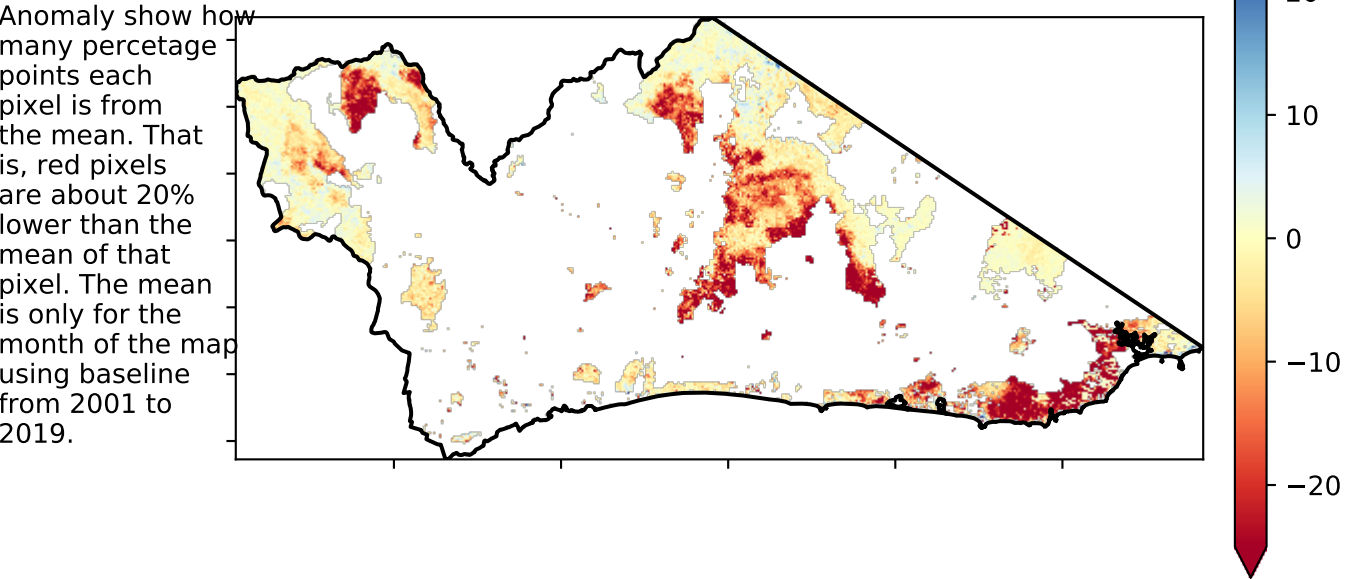 Anomaly show how
many percetage
points each
pixel is from
the mean. That
is, red pixels
are about 20%
lower than the
mean of that
pixel. The mean
is only for the
month of the map
using baseline
from 2001 to
2019.
10
0
−10
−20